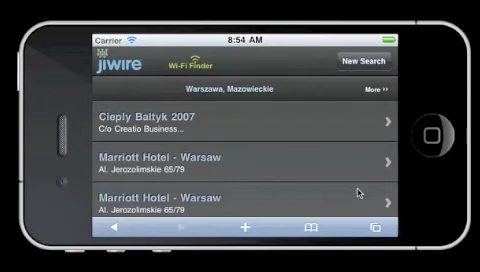 Carrier 8:54 AM
jiwire Wi-Fi Finder New Search
Warszawa, Mazowieckie More ››
Cieply Baltyk 2007
C/o Creatio Business...
Marriott Hotel - Warsaw
Al. Jerozolimskie 65/79
Marriott Hotel - Warsaw
Al. Jerozolimskie 65/79